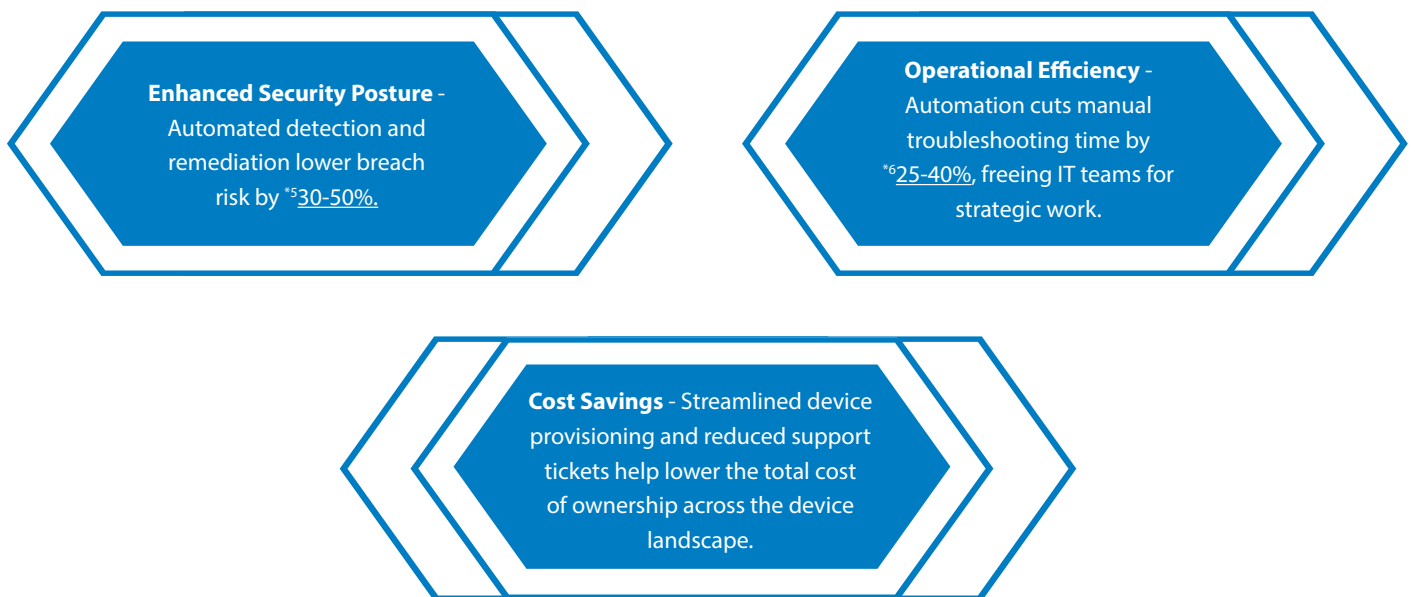 Enhanced Security Posture -
Automated detection and
remediation lower breach
risk by *530-50%.
Operational Efficiency -
Automation cuts manual
troubleshooting time by
*625-40%, freeing IT teams for
strategic work.
Cost Savings - Streamlined device
provisioning and reduced support
tickets help lower the total cost
of ownership across the device
landscape.